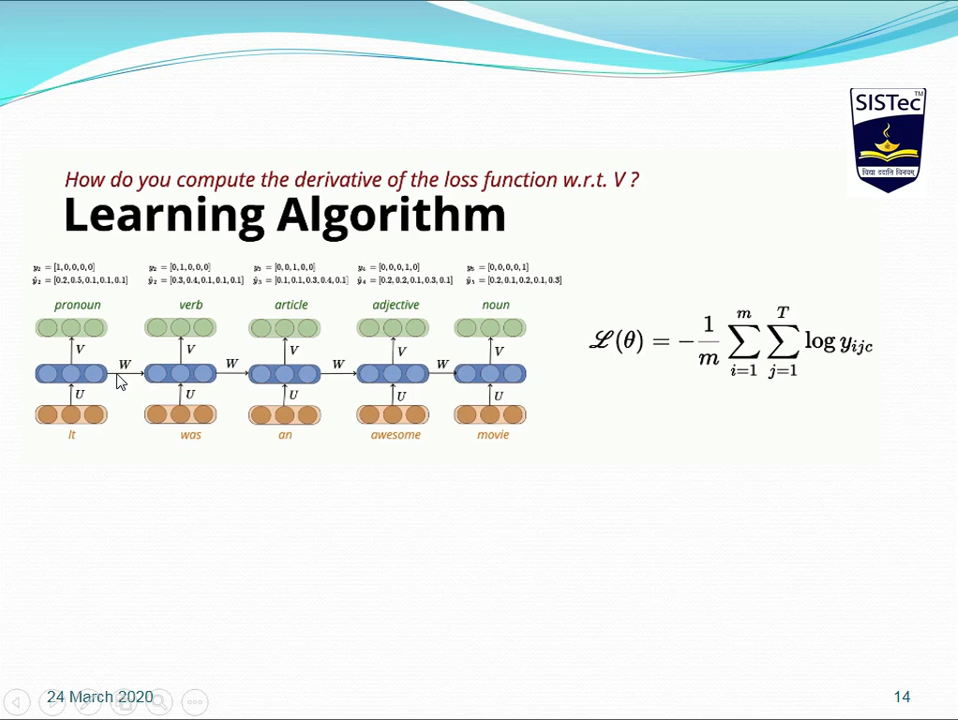 SISTec™
विद्या ददाति विनयम्
How do you compute the derivative of the loss function w.r.t. V ?
Learning Algorithm
y₁ = [1,0,0,0,0] y₂ = [0,1,0,0,0] y₃ = [0,0,1,0,0] y₄ = [0,0,0,1,0] y₅ = [0,0,0,0,1]
ŷ₁ = [0.2,0.5,0.1,0.1,0.1] ŷ₂ = [0.3,0.4,0.1,0.1,0.1] ŷ₃ = [0.1,0.1,0.3,0.4,0.1] ŷ₄ = [0.2,0.2,0.1,0.3,0.1] ŷ₅ = [0.2,0.1,0.2,0.1,0.3]
pronoun verb article adjective noun
V V V V V
W W W W
U U U U U
It was an awesome movie
ℒ(θ) = −1/m ∑_{i=1}^{m} ∑_{j=1}^{T} log y_{ijc}
24 March 2020
14